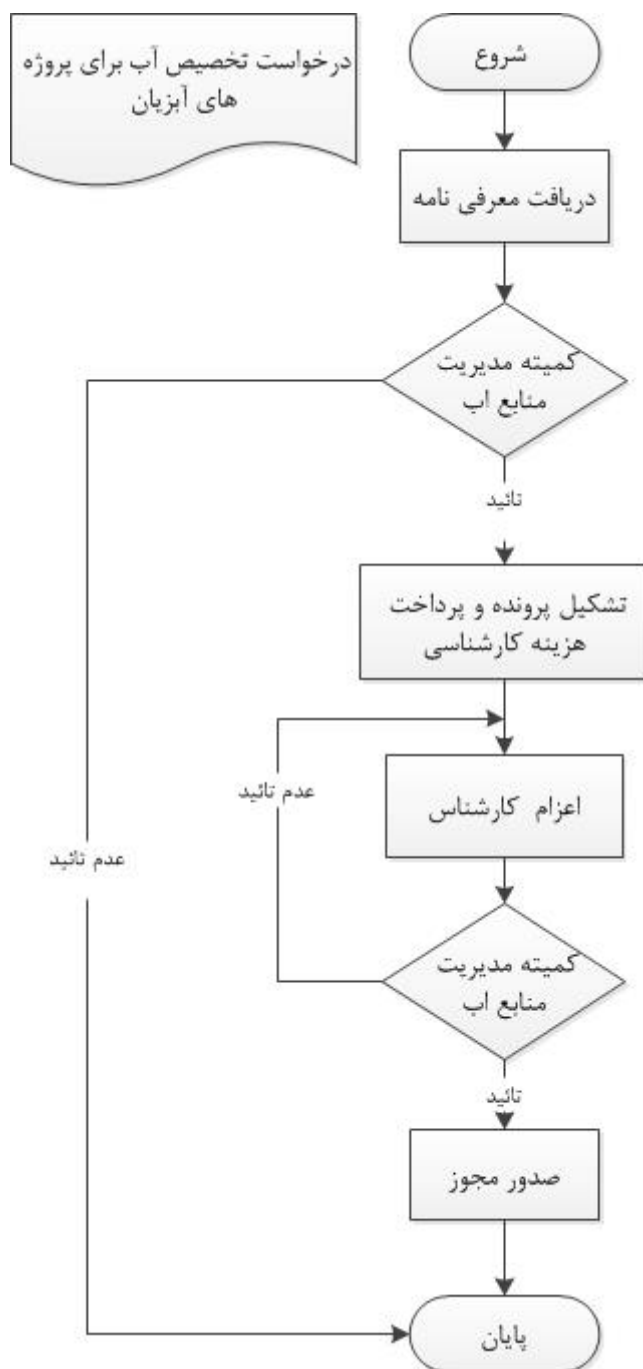 درخواست تخصیص آب برای پروژه
های آبزیان
شروع
دریافت معرفی نامه
کمیته مدیریت
منابع اب
تائید
تشکیل پرونده و پرداخت
هزینه کارشناسی
عدم تائید
اعزام کارشناس
عدم تائید
کمیته مدیریت
منابع اب
تائید
صدور مجوز
پایان